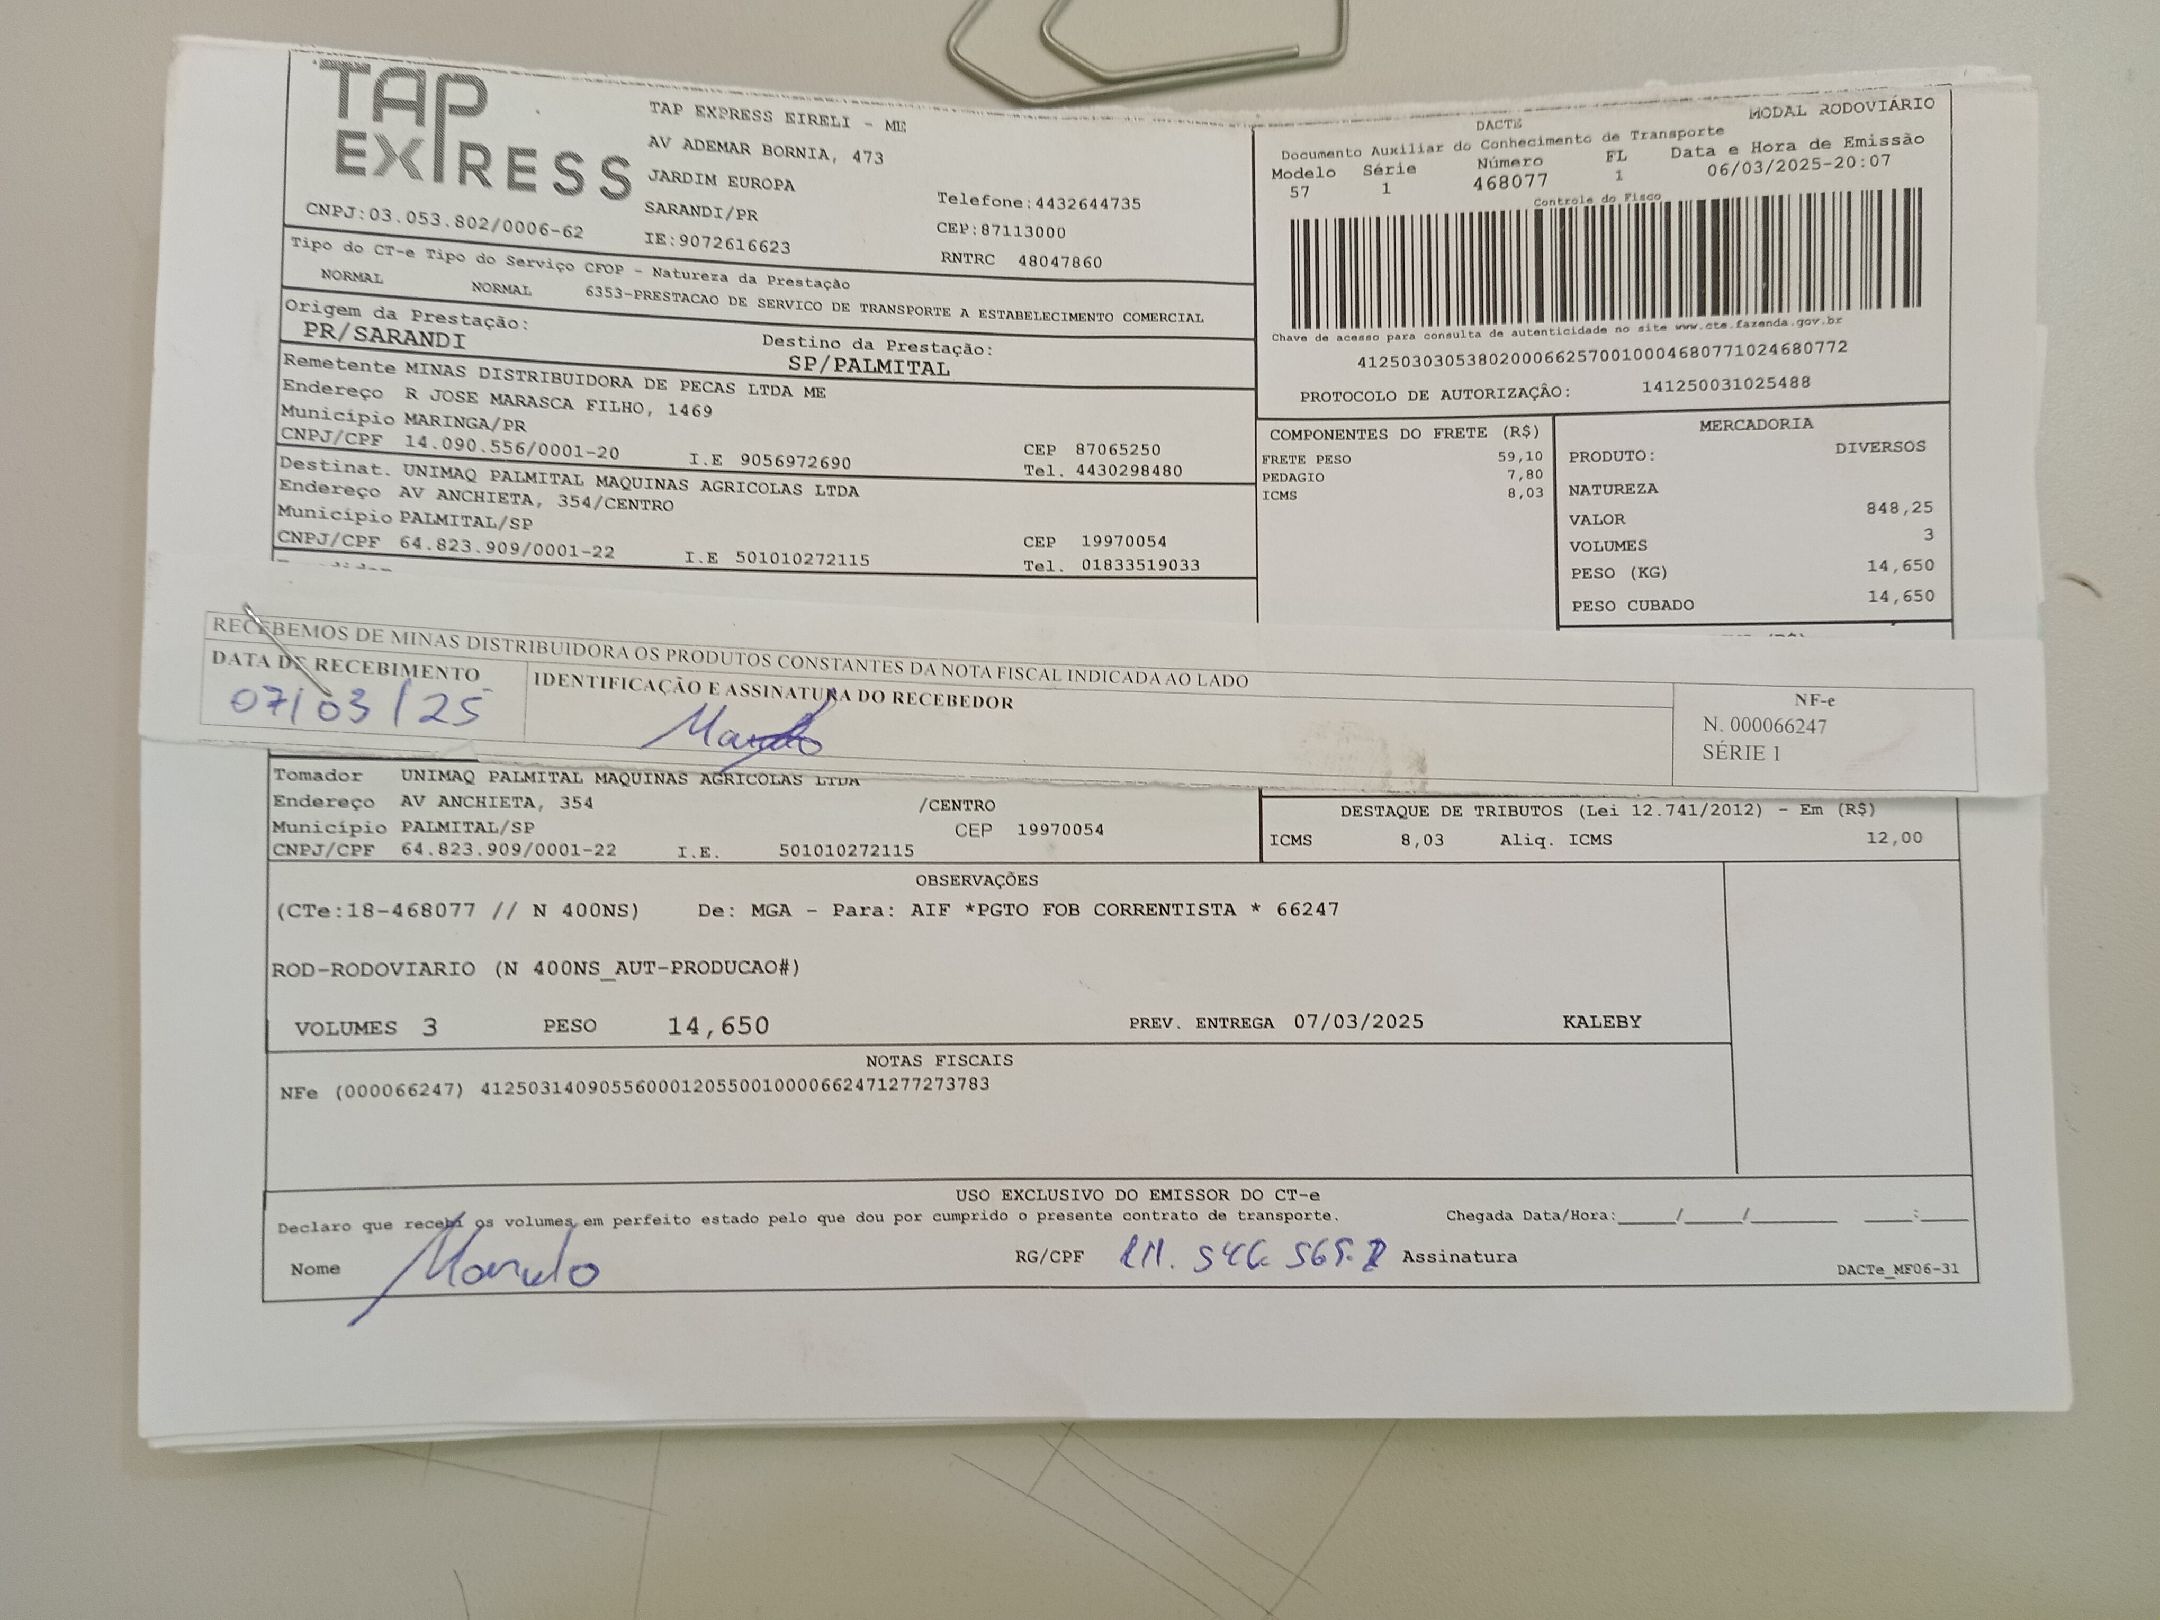 TAP
EXPRESS
CNPJ:03.053.802/0006-62
TAP EXPRESS EIRELI - ME
AV ADEMAR BORNIA, 473
JARDIM EUROPA
SARANDI/PR
IE:9072616623
Telefone:4432644735
CEP:87113000
RNTRC 48047860
MODAL RODOVIÁRIO
DACTE
Documento Auxiliar do Conhecimento de Transporte
Modelo Série Número FL Data e Hora de Emissão
57 1 468077 1 06/03/2025-20:07
Controle do Fisco
Chave de acesso para consulta de autenticidade no site www.cte.fazenda.gov.br
41250303053802000662570010004680771024680772
PROTOCOLO DE AUTORIZAÇÃO: 141250031025488
Tipo do CT-e Tipo do Serviço CFOP - Natureza da Prestação
NORMAL NORMAL 6353-PRESTACAO DE SERVICO DE TRANSPORTE A ESTABELECIMENTO COMERCIAL
Origem da Prestação: Destino da Prestação:
PR/SARANDI SP/PALMITAL
Remetente MINAS DISTRIBUIDORA DE PECAS LTDA ME
Endereço R JOSE MARASCA FILHO, 1469
Município MARINGA/PR CEP 87065250
CNPJ/CPF 14.090.556/0001-20 I.E 9056972690 Tel. 4430298480
Destinat. UNIMAQ PALMITAL MAQUINAS AGRICOLAS LTDA
Endereço AV ANCHIETA, 354/CENTRO
Município PALMITAL/SP CEP 19970054
CNPJ/CPF 64.823.909/0001-22 I.E 501010272115 Tel. 01833519033
COMPONENTES DO FRETE (R$)
FRETE PESO 59,10
PEDAGIO 7,80
ICMS 8,03
MERCADORIA
PRODUTO: DIVERSOS
NATUREZA
VALOR 848,25
VOLUMES 3
PESO (KG) 14,650
PESO CUBADO 14,650
RECEBEMOS DE MINAS DISTRIBUIDORA OS PRODUTOS CONSTANTES DA NOTA FISCAL INDICADA AO LADO
DATA DE RECEBIMENTO IDENTIFICAÇÃO E ASSINATURA DO RECEBEDOR
07/03/25
NF-e
N. 000066247
SÉRIE 1
Tomador UNIMAQ PALMITAL MAQUINAS AGRICOLAS LTDA
Endereço AV ANCHIETA, 354 /CENTRO
Município PALMITAL/SP CEP 19970054
CNPJ/CPF 64.823.909/0001-22 I.E. 501010272115
DESTAQUE DE TRIBUTOS (Lei 12.741/2012) - Em (R$)
ICMS 8,03 Aliq. ICMS 12,00
OBSERVAÇÕES
(CTe:18-468077 // N 400NS) De: MGA - Para: AIF *PGTO FOB CORRENTISTA * 66247
ROD-RODOVIARIO (N 400NS_AUT-PRODUCAO#)
VOLUMES 3 PESO 14,650 PREV. ENTREGA 07/03/2025 KALEBY
NOTAS FISCAIS
NFe (000066247) 41250314090556000120550010000662471277273783
USO EXCLUSIVO DO EMISSOR DO CT-e
Declaro que recebi os volumes em perfeito estado pelo que dou por cumprido o presente contrato de transporte. Chegada Data/Hora:____/____/______ ___:___
Nome RG/CPF Assinatura
DACTe_MF06-31